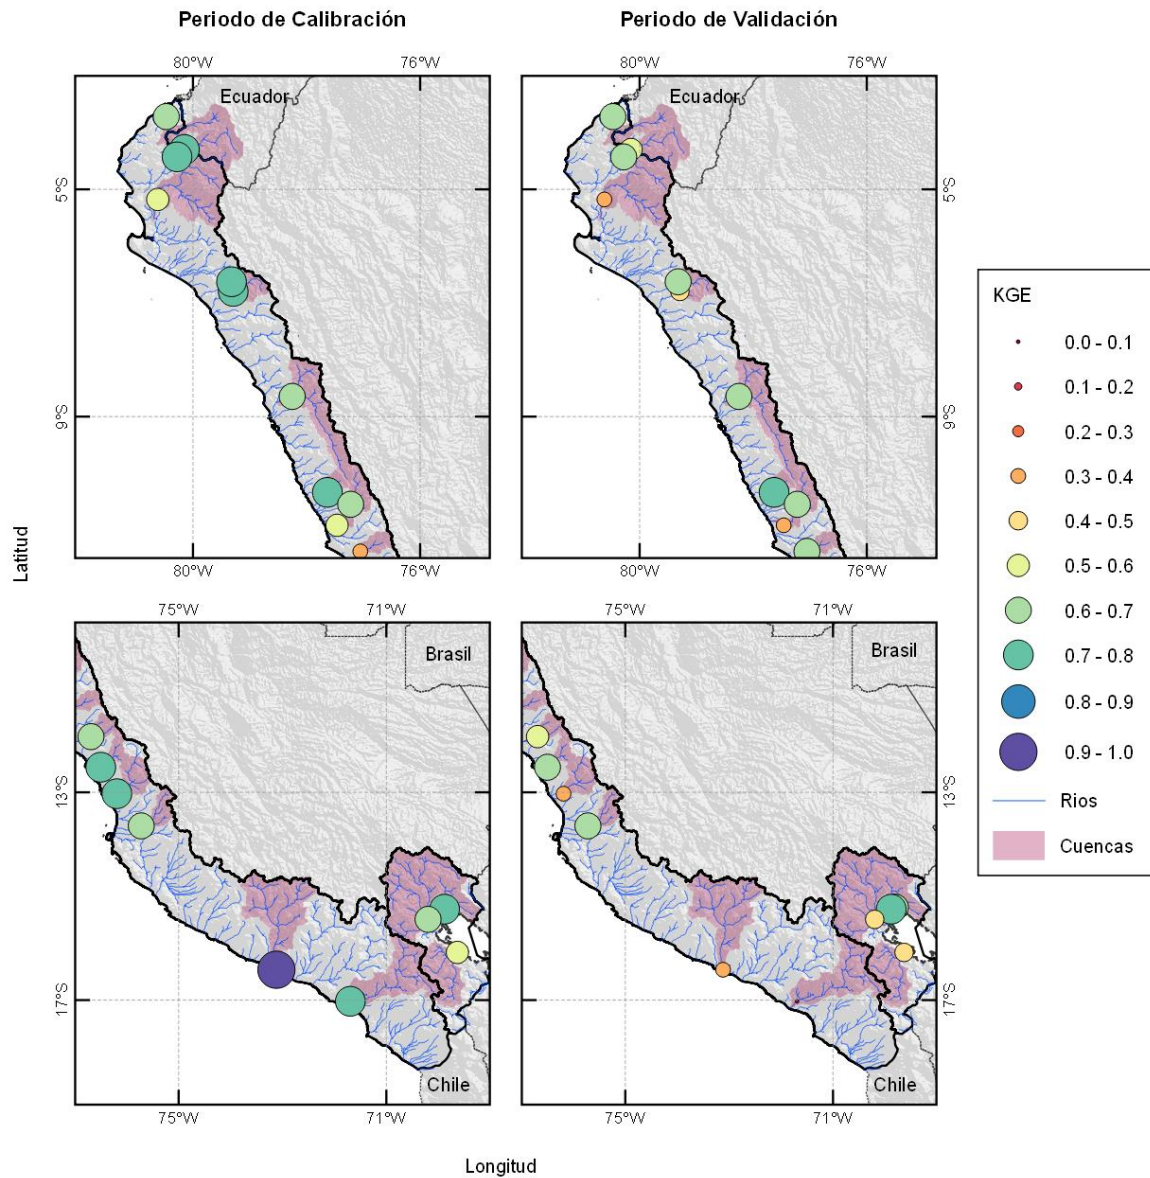 Periodo de Calibración
Periodo de Validación
80°W
76°W
80°W
76°W
Ecuador
Ecuador
5°S
5°S
9°S
9°S
80°W
76°W
80°W
76°W
75°W
71°W
75°W
71°W
Brasil
Brasil
13°S
13°S
17°S
17°S
Chile
Chile
75°W
71°W
75°W
71°W
Latitud
Longitud
KGE
0.0 - 0.1
0.1 - 0.2
0.2 - 0.3
0.3 - 0.4
0.4 - 0.5
0.5 - 0.6
0.6 - 0.7
0.7 - 0.8
0.8 - 0.9
0.9 - 1.0
Rios
Cuencas